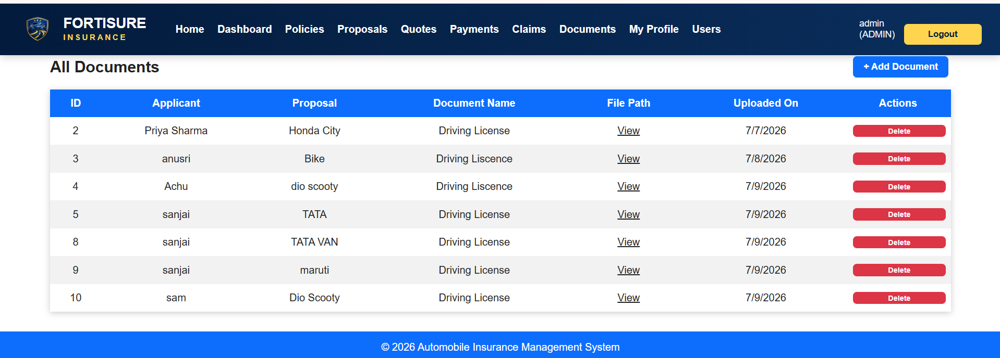 FORTISURE
INSURANCE
Home Dashboard Policies Proposals Quotes Payments Claims Documents My Profile Users
admin
(ADMIN)
Logout
All Documents
+ Add Document
ID Applicant Proposal Document Name File Path Uploaded On Actions
2 Priya Sharma Honda City Driving License View 7/7/2026 Delete
3 anusri Bike Driving Liscence View 7/8/2026 Delete
4 Achu dio scooty Driving Liscence View 7/9/2026 Delete
5 sanjai TATA Driving License View 7/9/2026 Delete
8 sanjai TATA VAN Driving License View 7/9/2026 Delete
9 sanjai maruti Driving License View 7/9/2026 Delete
10 sam Dio Scooty Driving License View 7/9/2026 Delete
© 2026 Automobile Insurance Management System